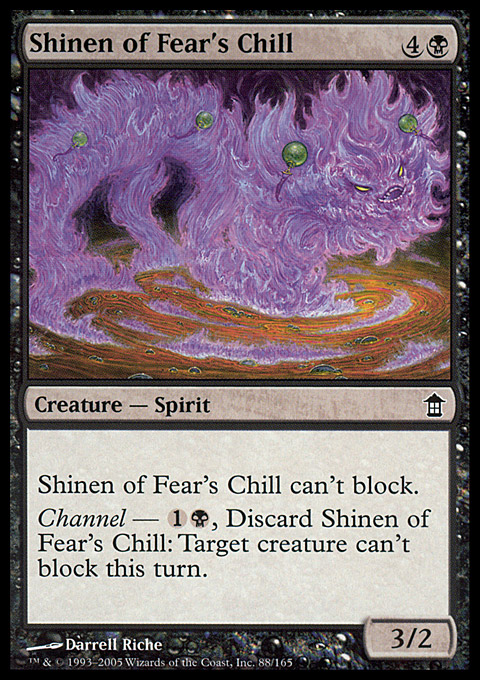 Shinen of Fear's Chill 4
Creature — Spirit
Shinen of Fear's Chill can't block.
Channel — 1, Discard Shinen of
Fear's Chill: Target creature can't
block this turn.
3/2
Darrell Riche
™ & © 1993–2005 Wizards of the Coast, Inc. 88/165